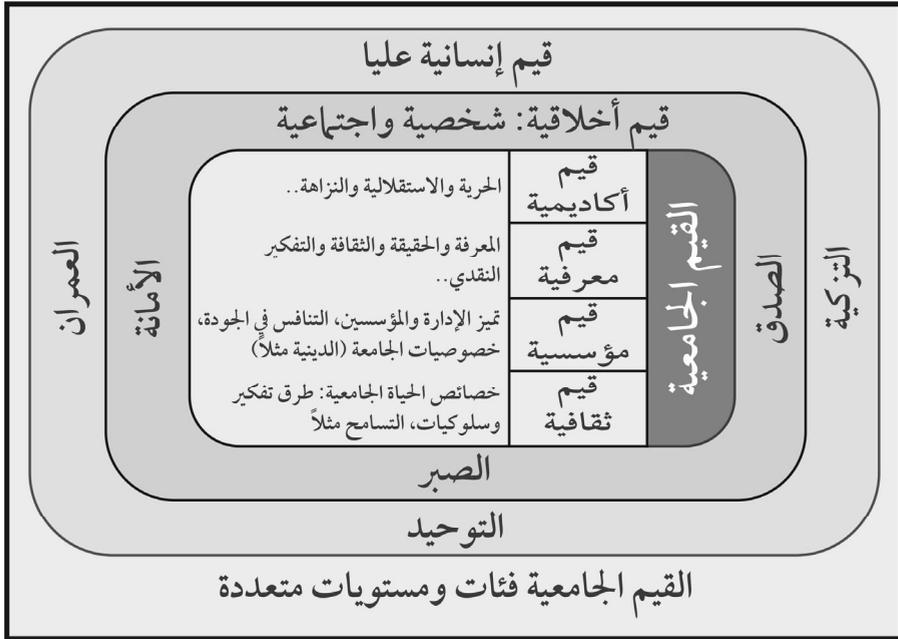 قيم إنسانية عليا
قيم أخلاقية: شخصية واجتماعية
التزكية
الصدق
القيم الجامعية
قيم
أكاديمية
الحرية والاستقلالية والنزاهة..
قيم
معرفية
المعرفة والحقيقة والثقافة والتفكير
النقدي..
قيم
مؤسسية
تميز الإدارة والمؤسسين، التنافس في الجودة،
خصوصيات الجامعة (الدينية مثلاً)
قيم
ثقافية
خصائص الحياة الجامعية: طرق تفكير
وسلوكيات، التسامح مثلاً
الأمانة
العمران
الصبر
التوحيد
القيم الجامعية فئات ومستويات متعددة